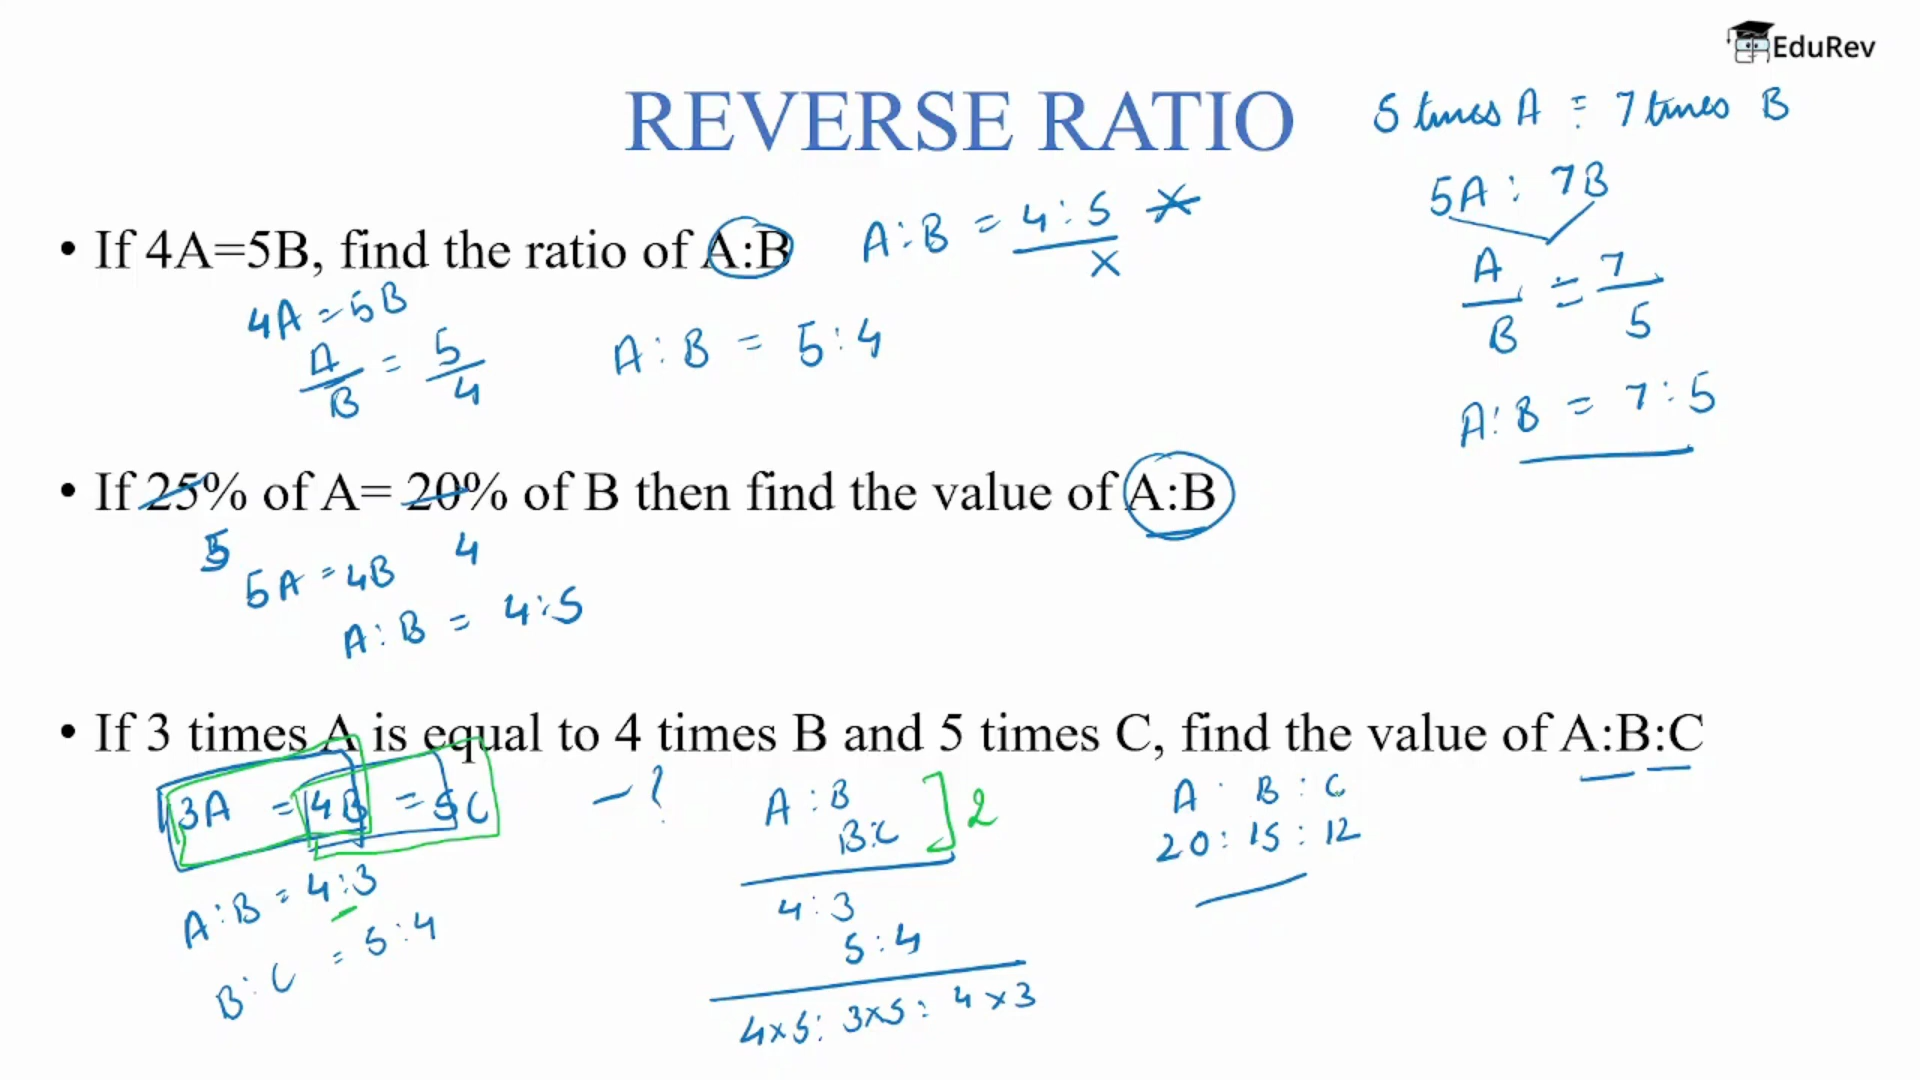 EduRev
REVERSE RATIO
5 times A = 7 times B
5A : 7B
A/B = 7/5
A:B = 7:5
• If 4A=5B, find the ratio of A:B
A:B = 4:5 X
X
4A = 5B
A/B = 5/4
A:B = 5:4
• If 25% of A= 20% of B then find the value of A:B
5 4
5A = 4B
A:B = 4:5
• If 3 times A is equal to 4 times B and 5 times C, find the value of A:B:C
3A = 4B = 5C – ?
A:B = 4:3
B:C = 5:4
A:B
B:C ] 2
4:3
5:4
4×5 : 3×5 : 4×3
A : B : C
20 : 15 : 12